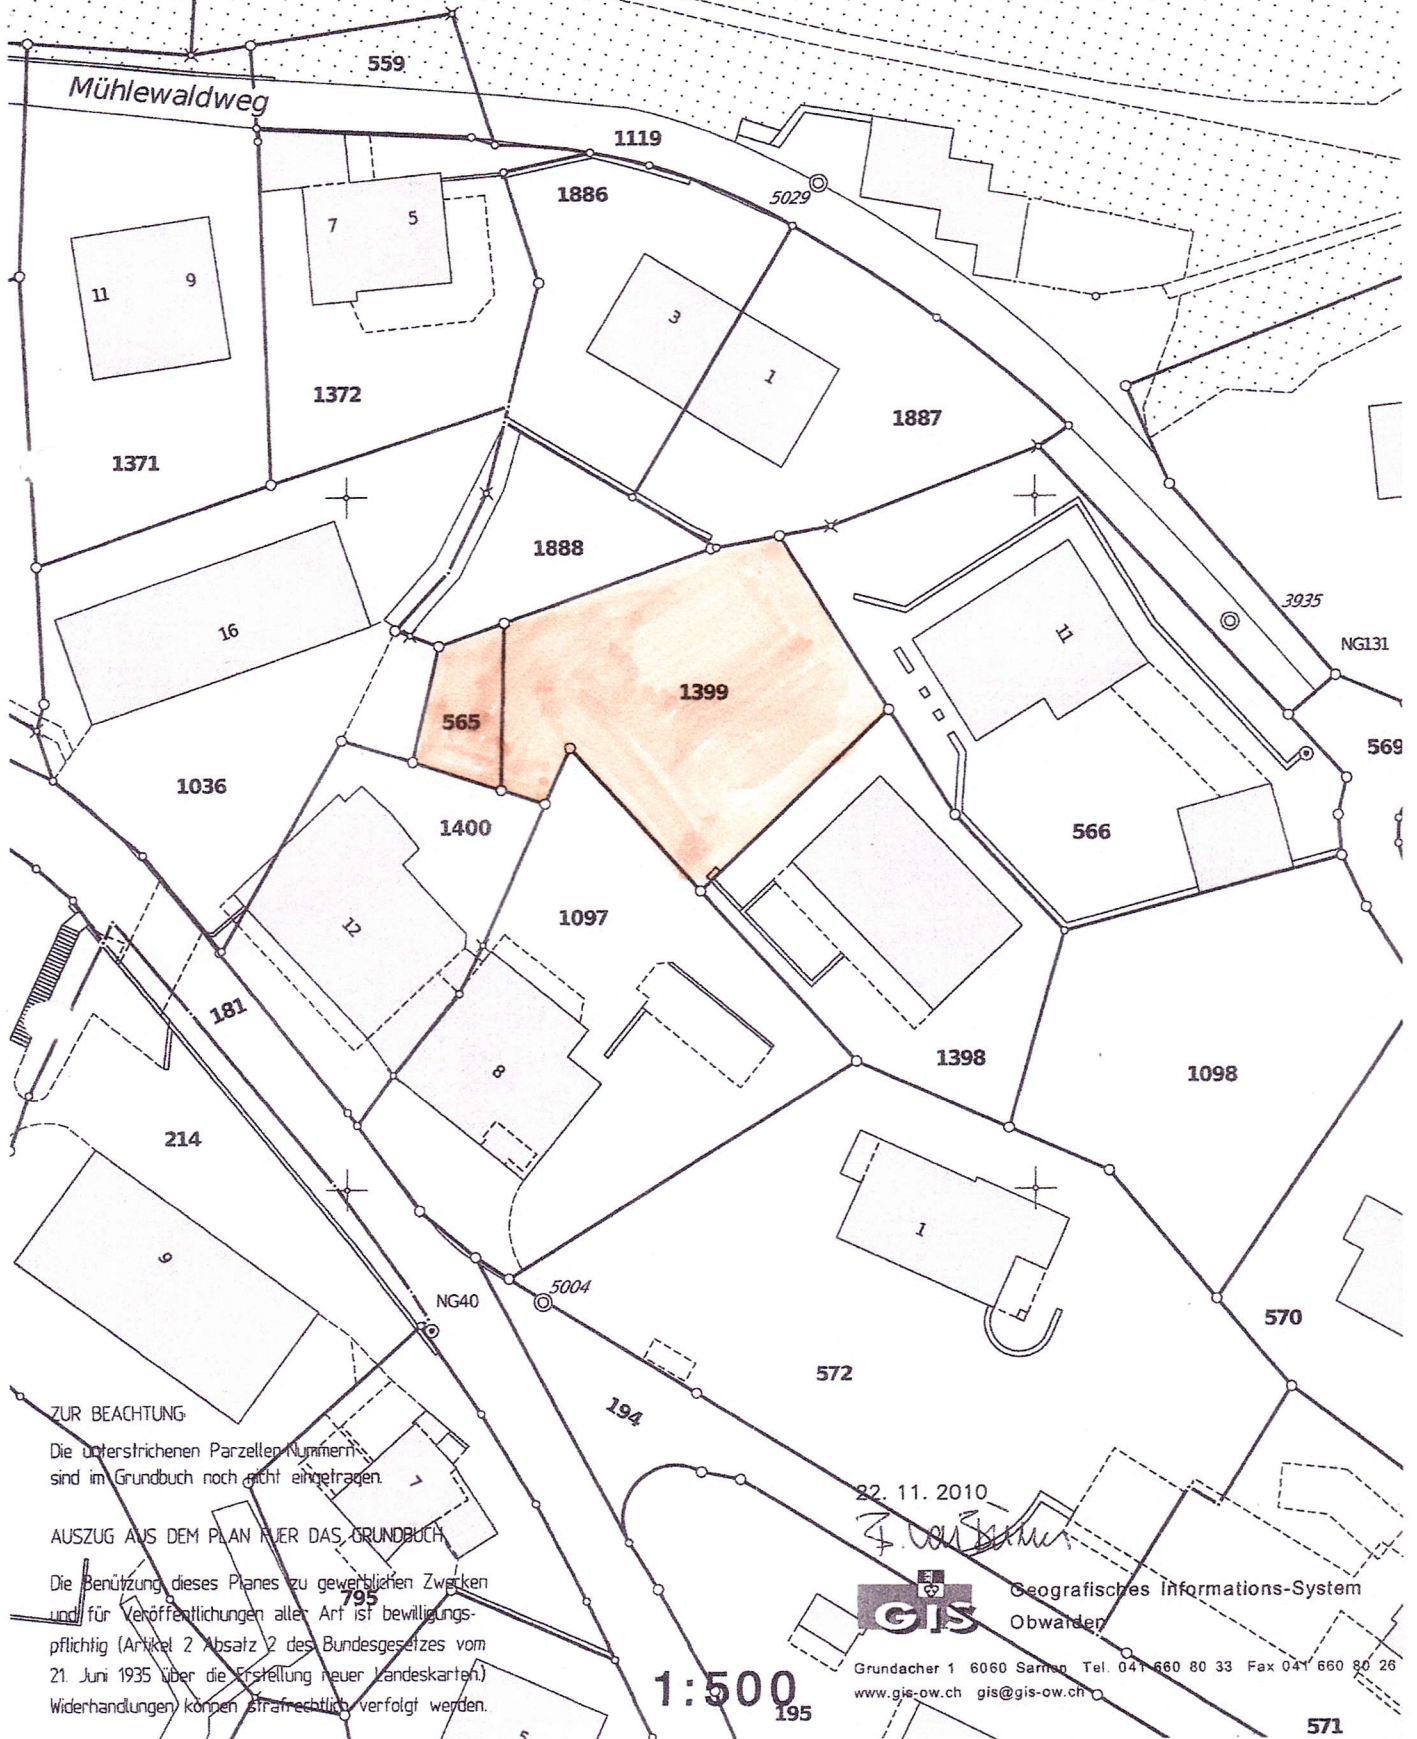 559
Mühlewaldweg
1119
1886
5029
7
5
11
9
3
1
1372
1887
1371
1888
16
11
3935
NG131
1399
565
569
1036
1400
566
12
1097
181
8
1398
1098
214
9
1
NG40
5004
570
572
194
ZUR BEACHTUNG
Die unterstrichenen Parzellen-Nummern
sind im Grundbuch noch nicht eingetragen.
7
22. 11. 2010
AUSZUG AUS DEM PLAN FUER DAS GRUNDBUCH
Die Benützung dieses Planes zu gewerblichen Zwecken
und für Veröffentlichungen aller Art ist bewilligungs-
pflichtig (Artikel 2 Absatz 2 des Bundesgesetzes vom
21. Juni 1935 über die Erstellung neuer Landeskarten.)
Widerhandlungen können strafrechtlich verfolgt werden.
795
GIS
Geografisches Informations-System
Obwalden
Grundacher 1 6060 Sarnen Tel. 041 660 80 33 Fax 041 660 80 26
www.gis-ow.ch gis@gis-ow.ch
1:500
195
571
5